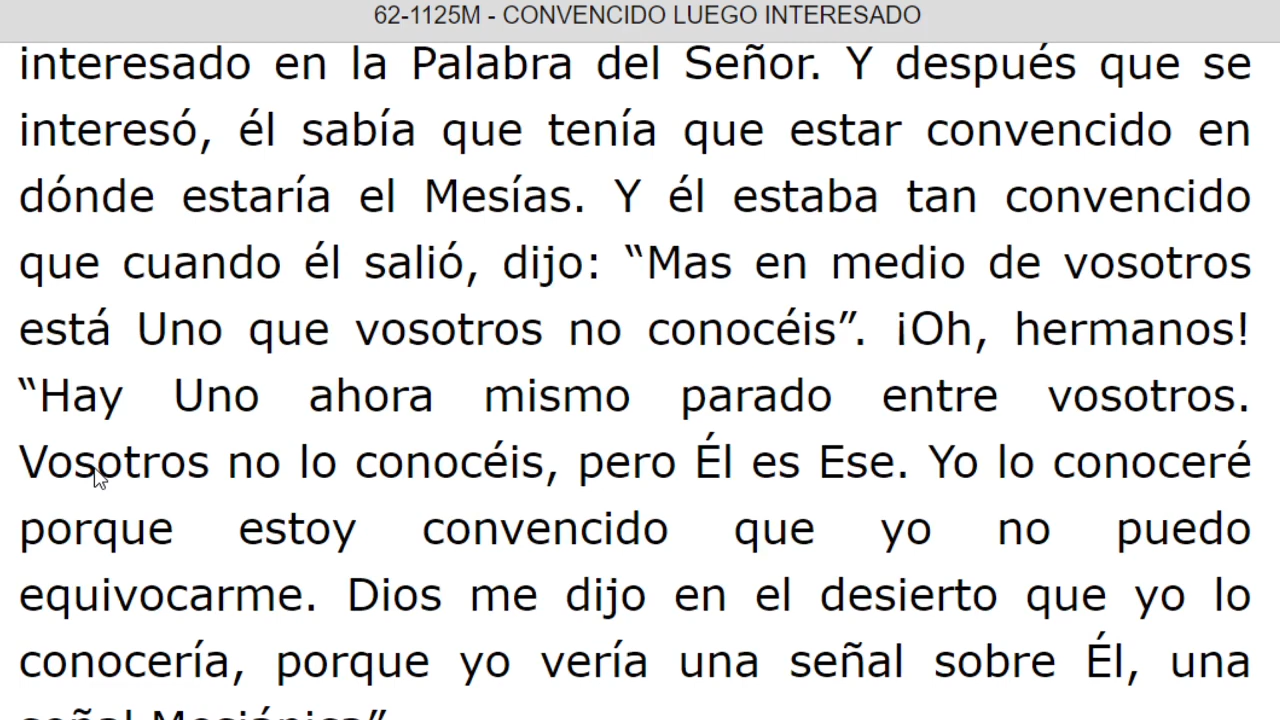 62-1125M - CONVENCIDO LUEGO INTERESADO
interesado en la Palabra del Señor. Y después que se
interesó, él sabía que tenía que estar convencido en
dónde estaría el Mesías. Y él estaba tan convencido
que cuando él salió, dijo: “Mas en medio de vosotros
está Uno que vosotros no conocéis”. ¡Oh, hermanos!
“Hay Uno ahora mismo parado entre vosotros.
Vosotros no lo conocéis, pero Él es Ese. Yo lo conoceré
porque estoy convencido que yo no puedo
equivocarme. Dios me dijo en el desierto que yo lo
conocería, porque yo vería una señal sobre Él, una
señal Mesiánica”